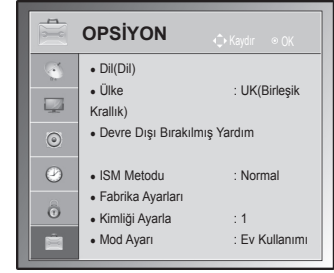 OPSİYON
Kaydır OK
• Dil(Dil)
• Ülke : UK(Birleşik
Krallık)
• Devre Dışı Bırakılmış Yardım
• ISM Metodu : Normal
• Fabrika Ayarları
• Kimliği Ayarla : 1
• Mod Ayarı : Ev Kullanımı